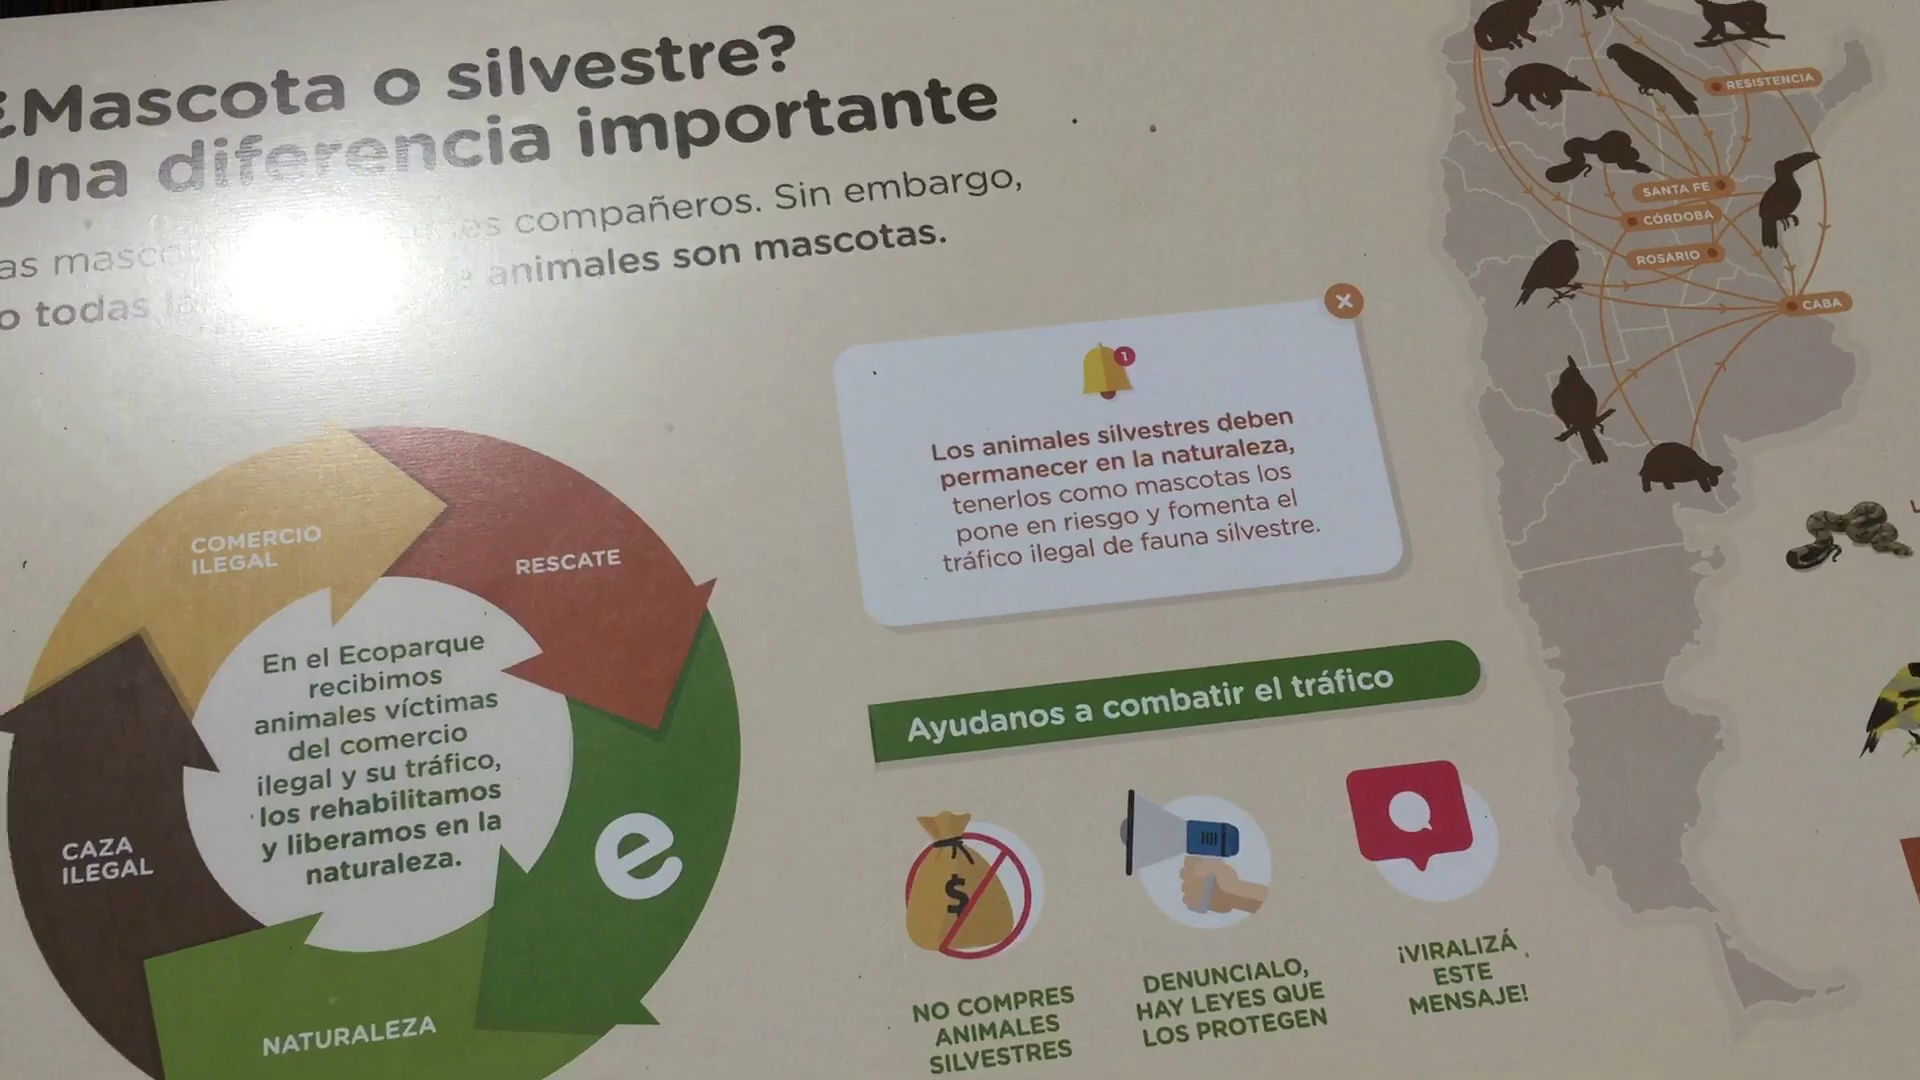 ¿Mascota o silvestre?
Una diferencia importante
as mascot
es compañeros. Sin embargo,
o todas
animales son mascotas.
COMERCIO
ILEGAL
RESCATE
CAZA
ILEGAL
NATURALEZA
e
En el Ecoparque
recibimos
animales víctimas
del comercio
ilegal y su tráfico,
los rehabilitamos
y liberamos en la
naturaleza.
1
Los animales silvestres deben
permanecer en la naturaleza,
tenerlos como mascotas los
pone en riesgo y fomenta el
tráfico ilegal de fauna silvestre.
Ayudanos a combatir el tráfico
$
NO COMPRES
ANIMALES
SILVESTRES
DENUNCIALO,
HAY LEYES QUE
LOS PROTEGEN
¡VIRALIZÁ
ESTE
MENSAJE!
RESISTENCIA
SANTA FE
CÓRDOBA
ROSARIO
CABA